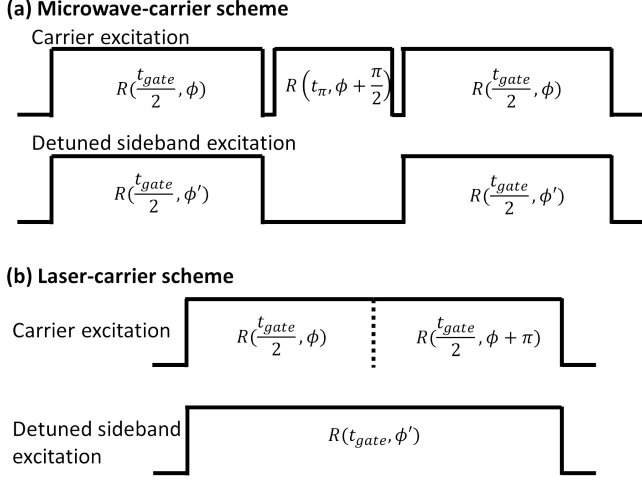 (a) Microwave-carrier scheme
Carrier excitation
R(t_gate/2, ϕ) R(t_π, ϕ + π/2) R(t_gate/2, ϕ)
Detuned sideband excitation
R(t_gate/2, ϕ′) R(t_gate/2, ϕ′)
(b) Laser-carrier scheme
Carrier excitation R(t_gate/2, ϕ) R(t_gate/2, ϕ + π)
Detuned sideband
excitation
R(t_gate, ϕ′)